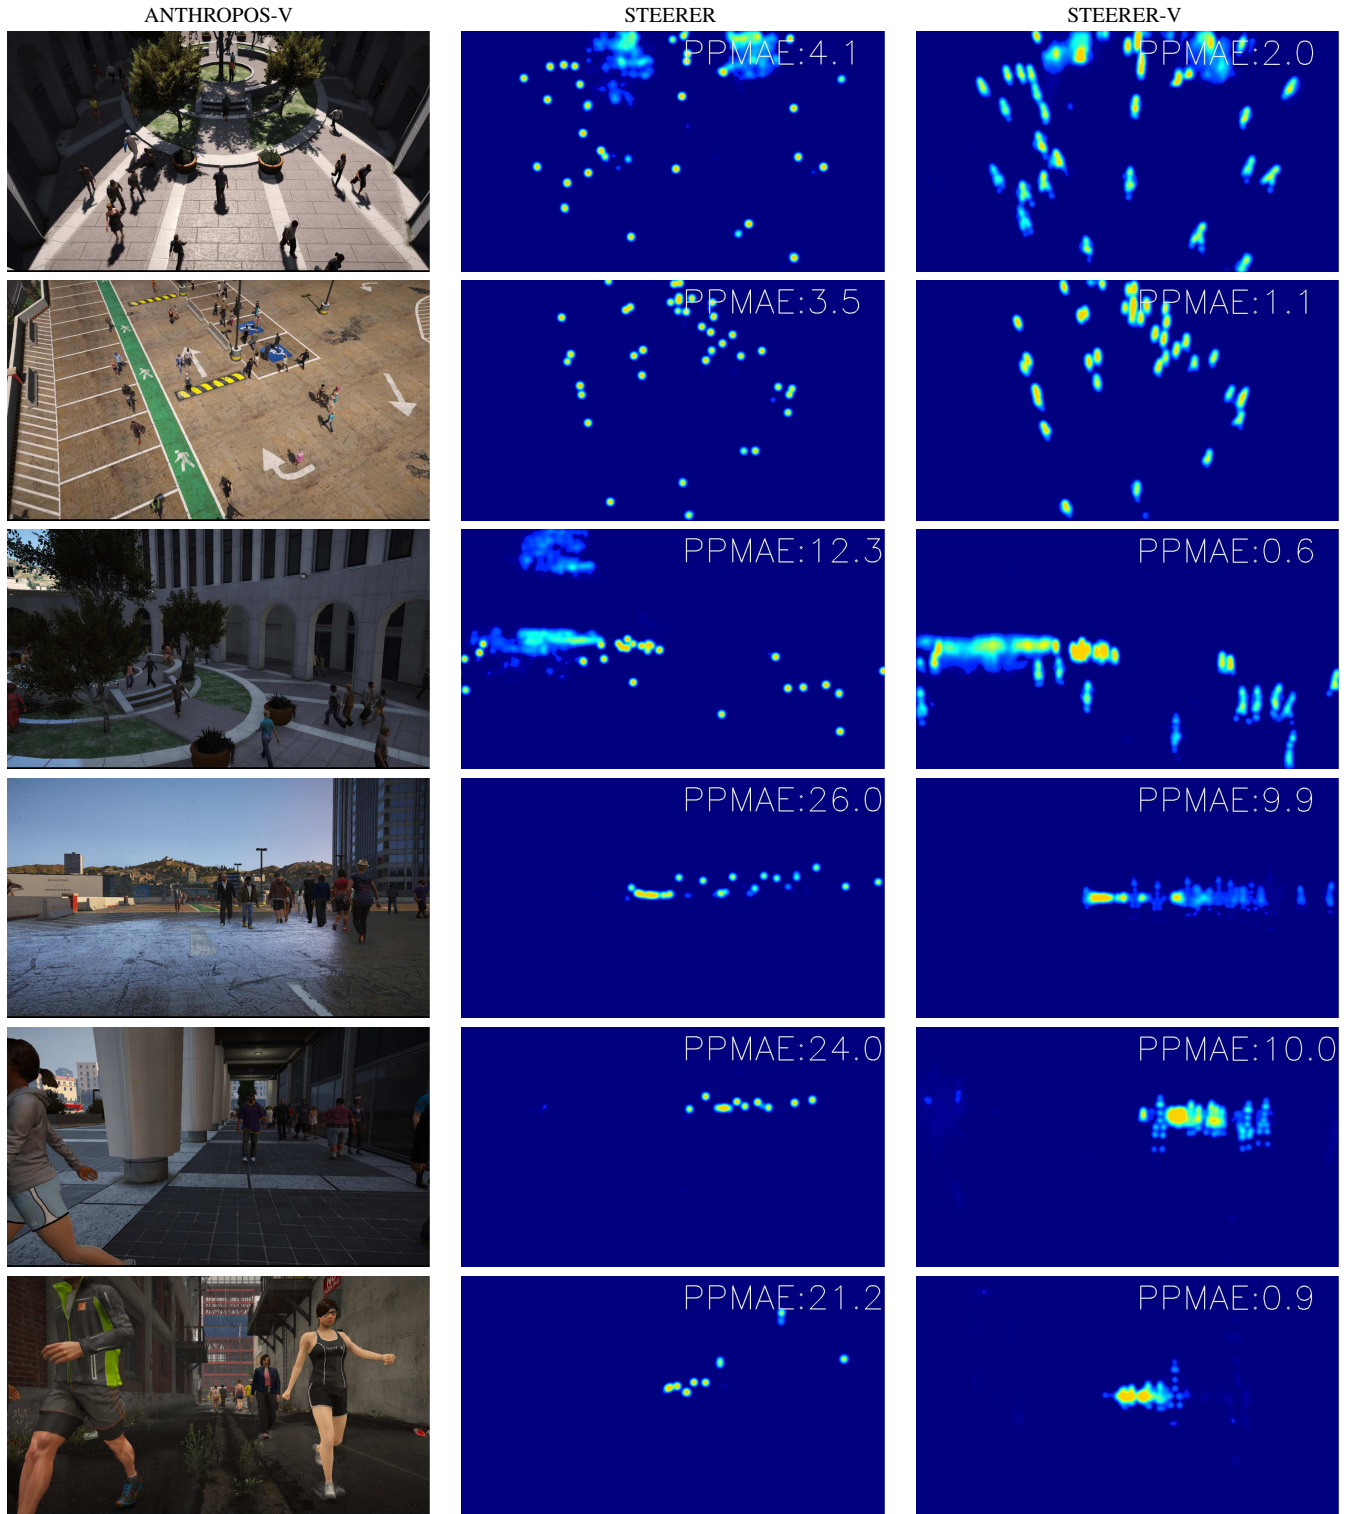 ANTHROPOS-V STEERER STEERER-V
PPMAE:4.1 PPMAE:2.0
PPMAE:3.5 PPMAE:1.1
PPMAE:12.3 PPMAE:0.6
PPMAE:26.0 PPMAE:9.9
PPMAE:24.0 PPMAE:10.0
PPMAE:21.2 PPMAE:0.9